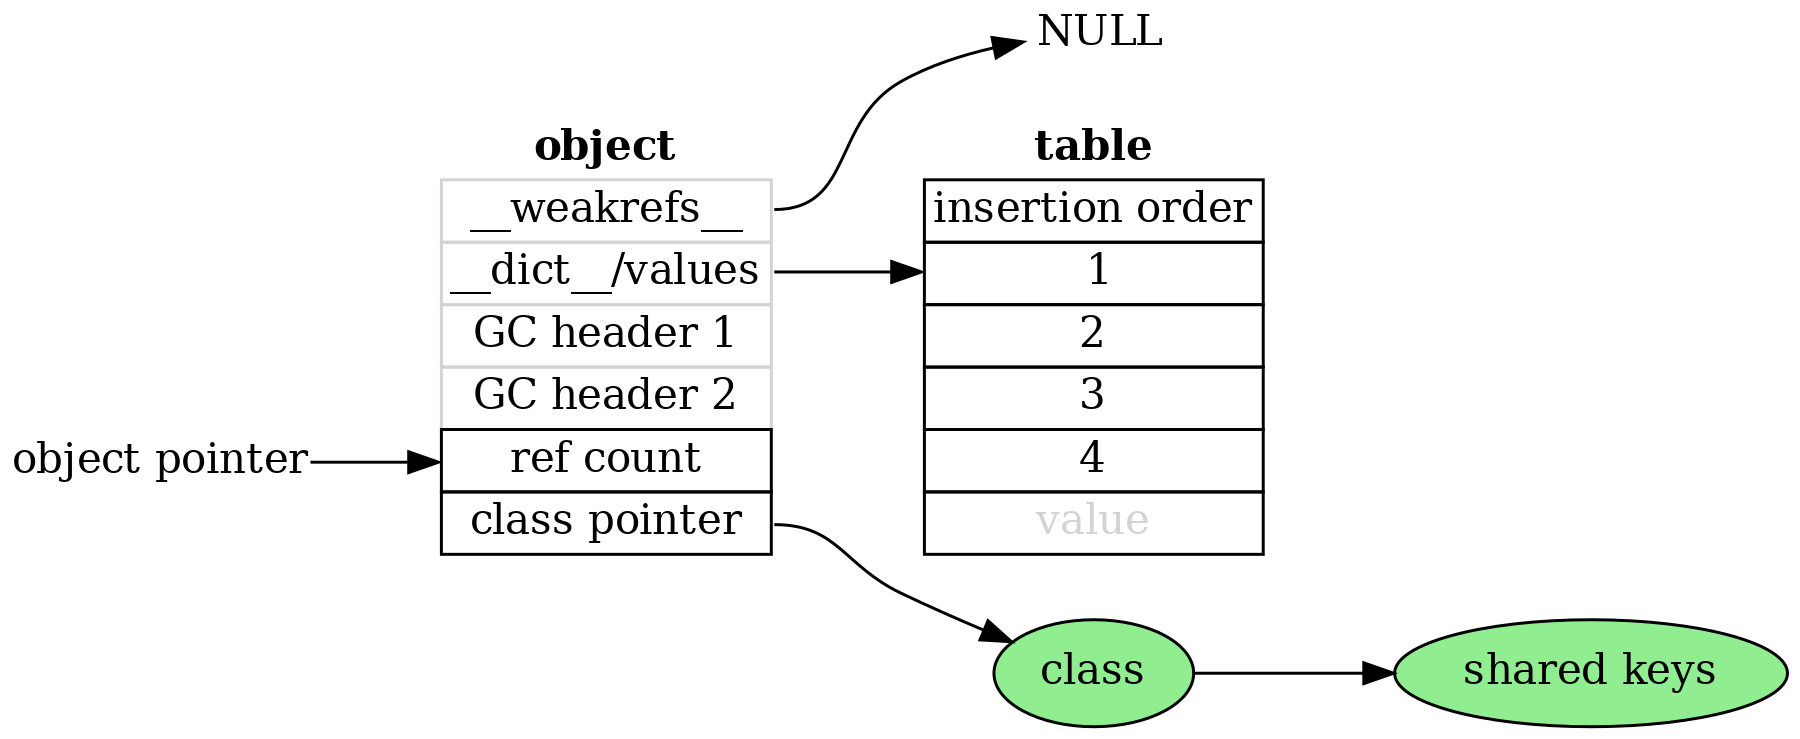 NULL
object
__weakrefs__
__dict__/values
GC header 1
GC header 2
ref count
class pointer
object pointer
table
insertion order
1
2
3
4
value
class
shared keys